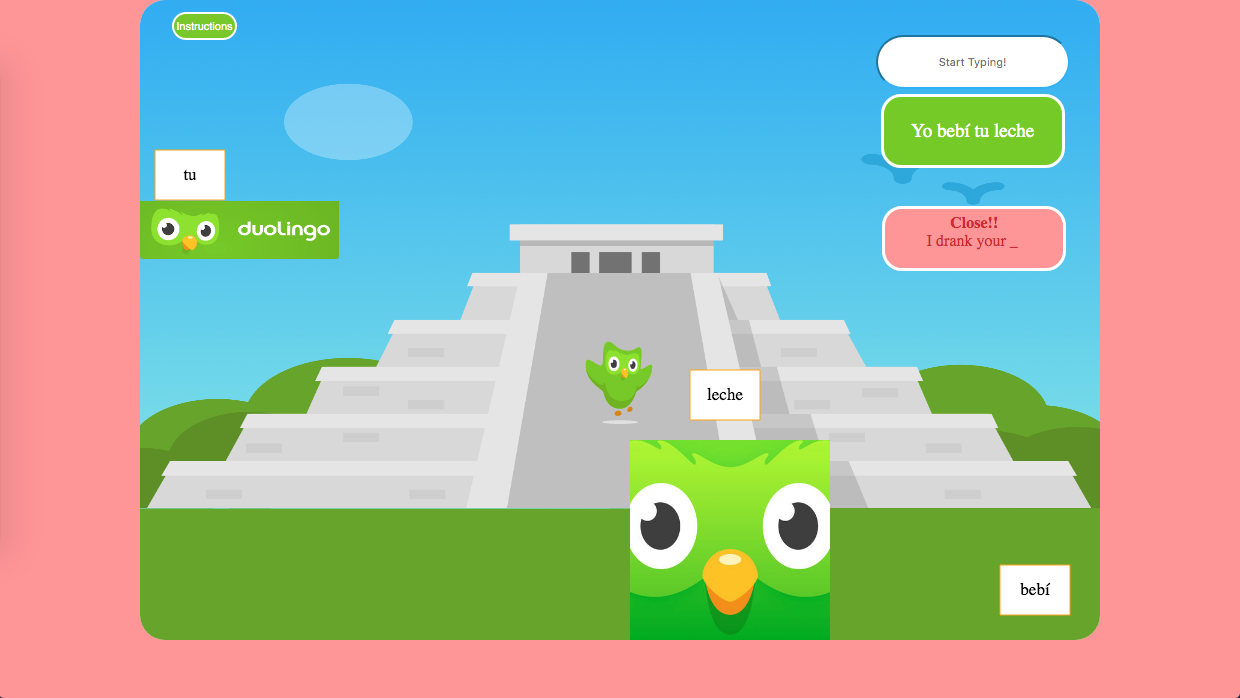 Instructions
Start Typing!
Yo bebí tu leche
tu
duolingo
Close!!
I drank your _
leche
bebí